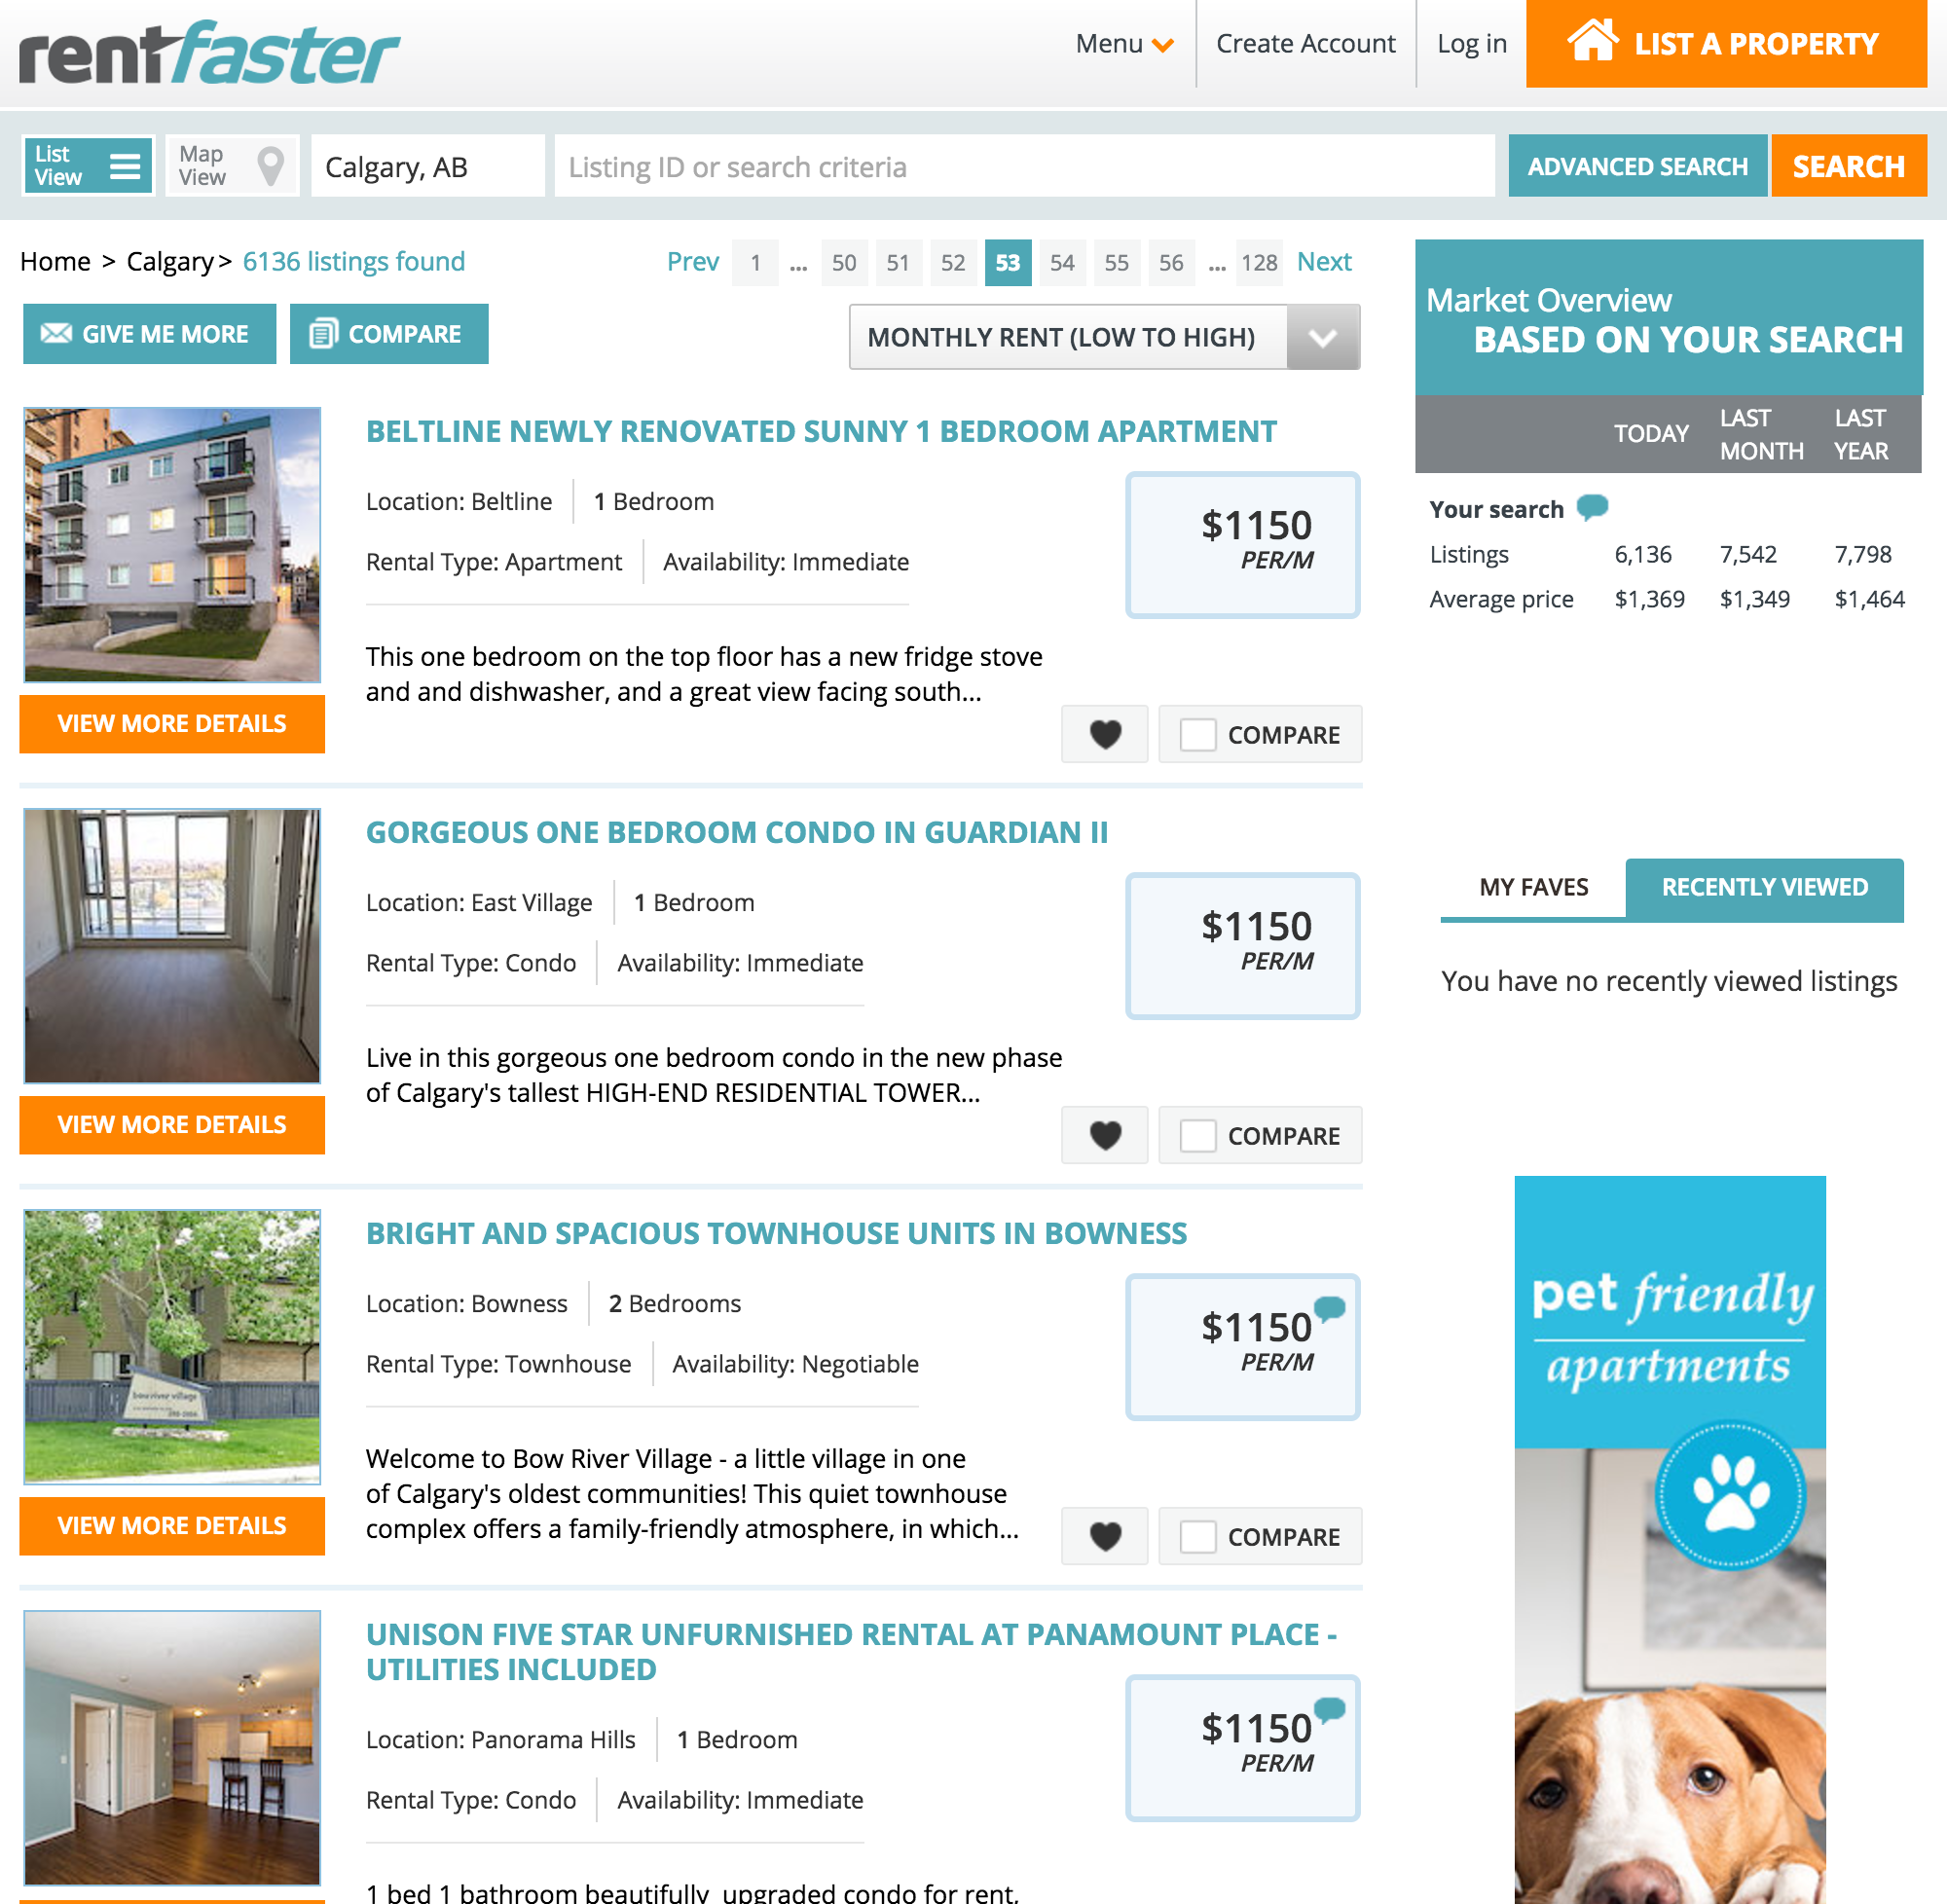 rentfaster
Menu
Create Account
Log in
LIST A PROPERTY
List View
Map View
Calgary, AB
Listing ID or search criteria
ADVANCED SEARCH
SEARCH
Home > Calgary > 6136 listings found
Prev 1 ... 50 51 52 53 54 55 56 ... 128 Next
GIVE ME MORE
COMPARE
MONTHLY RENT (LOW TO HIGH)
BELTLINE NEWLY RENOVATED SUNNY 1 BEDROOM APARTMENT
Location: Beltline
1 Bedroom
Rental Type: Apartment
Availability: Immediate
$1150
PER/M
This one bedroom on the top floor has a new fridge stove
and and dishwasher, and a great view facing south...
VIEW MORE DETAILS
COMPARE
GORGEOUS ONE BEDROOM CONDO IN GUARDIAN II
Location: East Village
1 Bedroom
Rental Type: Condo
Availability: Immediate
$1150
PER/M
Live in this gorgeous one bedroom condo in the new phase
of Calgary's tallest HIGH-END RESIDENTIAL TOWER...
VIEW MORE DETAILS
COMPARE
BRIGHT AND SPACIOUS TOWNHOUSE UNITS IN BOWNESS
Location: Bowness
2 Bedrooms
Rental Type: Townhouse
Availability: Negotiable
$1150
PER/M
bow river village
Welcome to Bow River Village - a little village in one
of Calgary's oldest communities! This quiet townhouse
complex offers a family-friendly atmosphere, in which...
VIEW MORE DETAILS
COMPARE
UNISON FIVE STAR UNFURNISHED RENTAL AT PANAMOUNT PLACE -
UTILITIES INCLUDED
Location: Panorama Hills
1 Bedroom
Rental Type: Condo
Availability: Immediate
$1150
PER/M
1 bed 1 bathroom beautifully upgraded condo for rent,
Market Overview
BASED ON YOUR SEARCH
TODAY
LAST MONTH
LAST YEAR
Your search
Listings 6,136 7,542 7,798
Average price $1,369 $1,349 $1,464
MY FAVES
RECENTLY VIEWED
You have no recently viewed listings
pet friendly
apartments